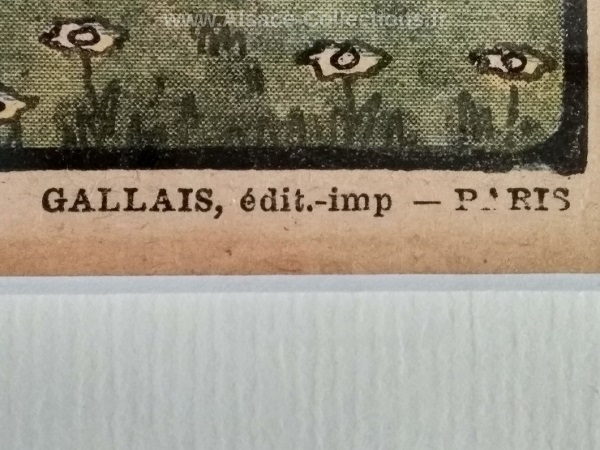 www.Alsace-Collections.fr
GALLAIS, édit.-imp — PARIS